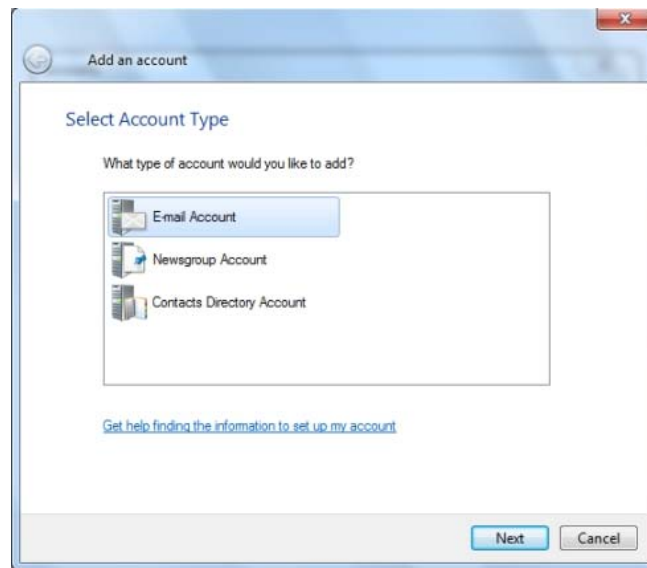 Add an account
Select Account Type
What type of account would you like to add?
E-mail Account
Newsgroup Account
Contacts Directory Account
Get help finding the information to set up my account
Next
Cancel